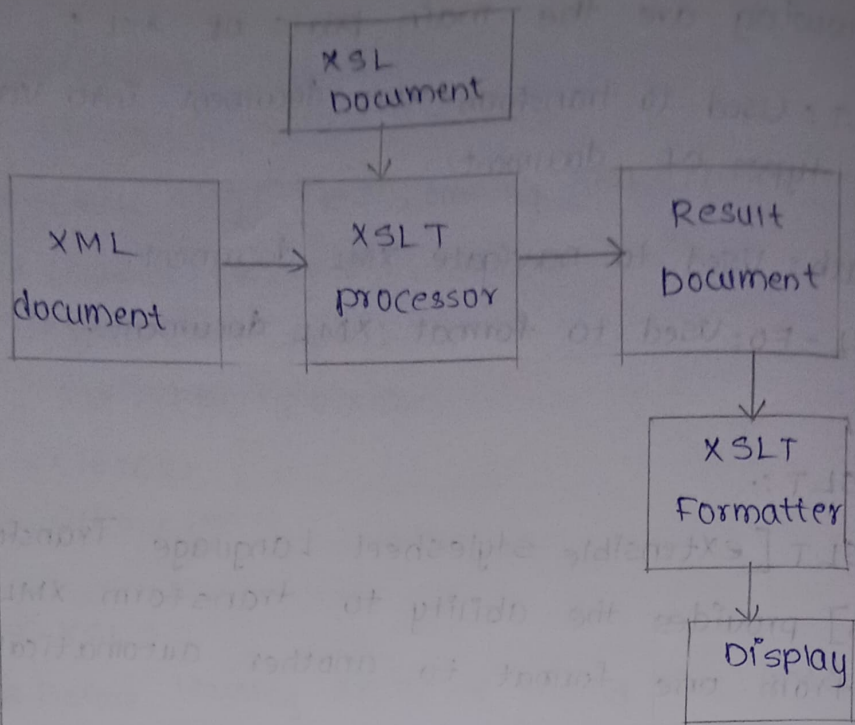 XSL
Document
XML
document
XSLT
processor
Result
Document
XSLT
Formatter
Display